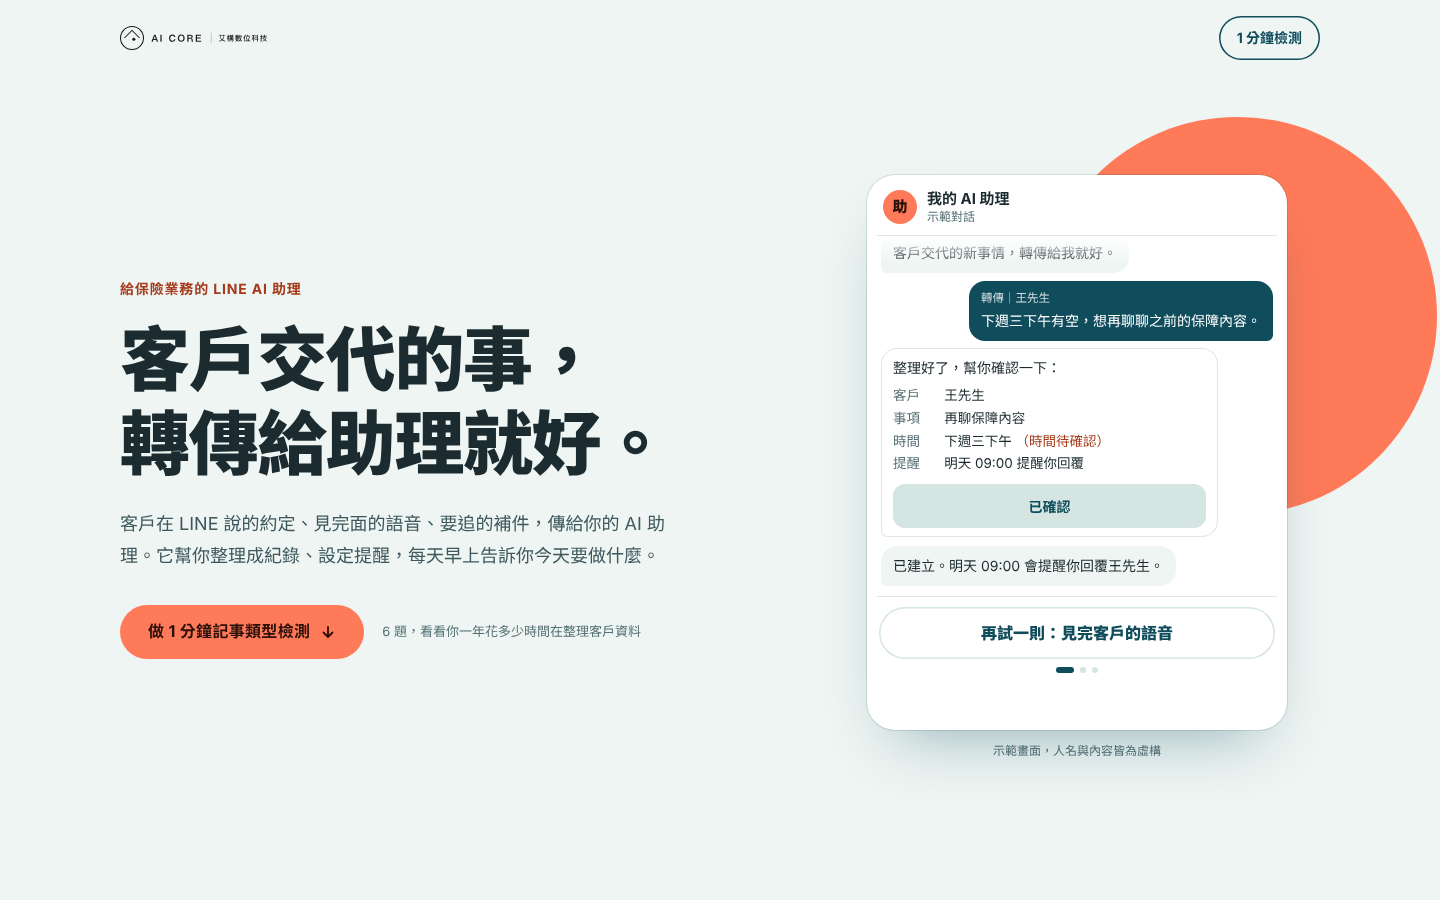 AI CORE | 艾構數位科技
1 分鐘檢測
給保險業務的 LINE AI 助理
客戶交代的事，
轉傳給助理就好。
客戶在 LINE 說的約定、見完面的語音、要追的補件，傳給你的 AI 助
理。它幫你整理成紀錄、設定提醒，每天早上告訴你今天要做什麼。
做 1 分鐘記事類型檢測 ↓
6 題，看看你一年花多少時間在整理客戶資料
助
我的 AI 助理
示範對話
客戶交代的新事情，轉傳給我就好。
轉傳｜王先生
下週三下午有空，想再聊聊之前的保障內容。
整理好了，幫你確認一下：
客戶 王先生
事項 再聊保障內容
時間 下週三下午（時間待確認）
提醒 明天 09:00 提醒你回覆
已確認
已建立。明天 09:00 會提醒你回覆王先生。
再試一則：見完客戶的語音
示範畫面，人名與內容皆為虛構